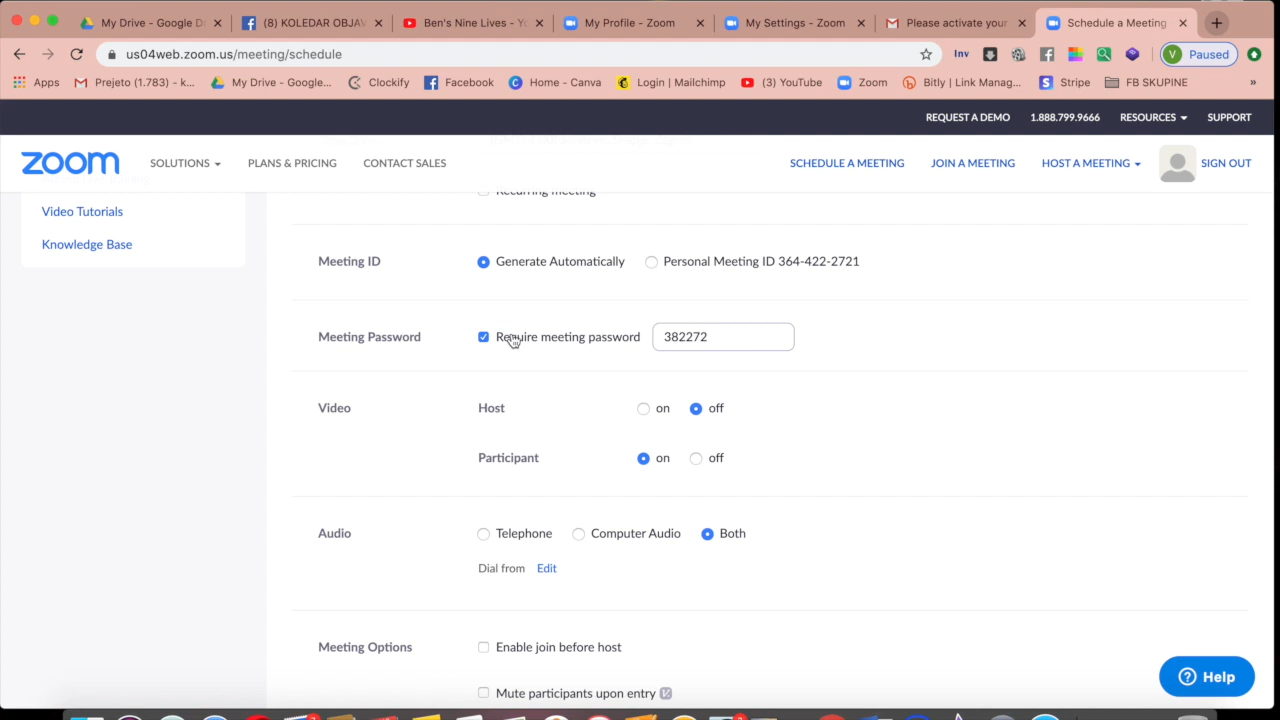 My Drive - Google Dr
(8) KOLEDAR OBJAV
Ben's Nine Lives - Yo
My Profile - Zoom
My Settings - Zoom
Please activate your
Schedule a Meeting
us04web.zoom.us/meeting/schedule
Inv
V Paused
Apps
Prejeto (1.783) - k...
My Drive - Google...
Clockify
Facebook
Home - Canva
Login | Mailchimp
(3) YouTube
Zoom
Bitly | Link Manag...
Stripe
FB SKUPINE
»
REQUEST A DEMO
1.888.799.9666
RESOURCES
SUPPORT
zoom
SOLUTIONS
PLANS & PRICING
CONTACT SALES
SCHEDULE A MEETING
JOIN A MEETING
HOST A MEETING
SIGN OUT
Recurring meeting
Video Tutorials
Knowledge Base
Meeting ID
Generate Automatically
Personal Meeting ID 364-422-2721
Meeting Password
Require meeting password
382272
Video
Host
on
off
Participant
on
off
Audio
Telephone
Computer Audio
Both
Dial from
Edit
Meeting Options
Enable join before host
Mute participants upon entry
Help